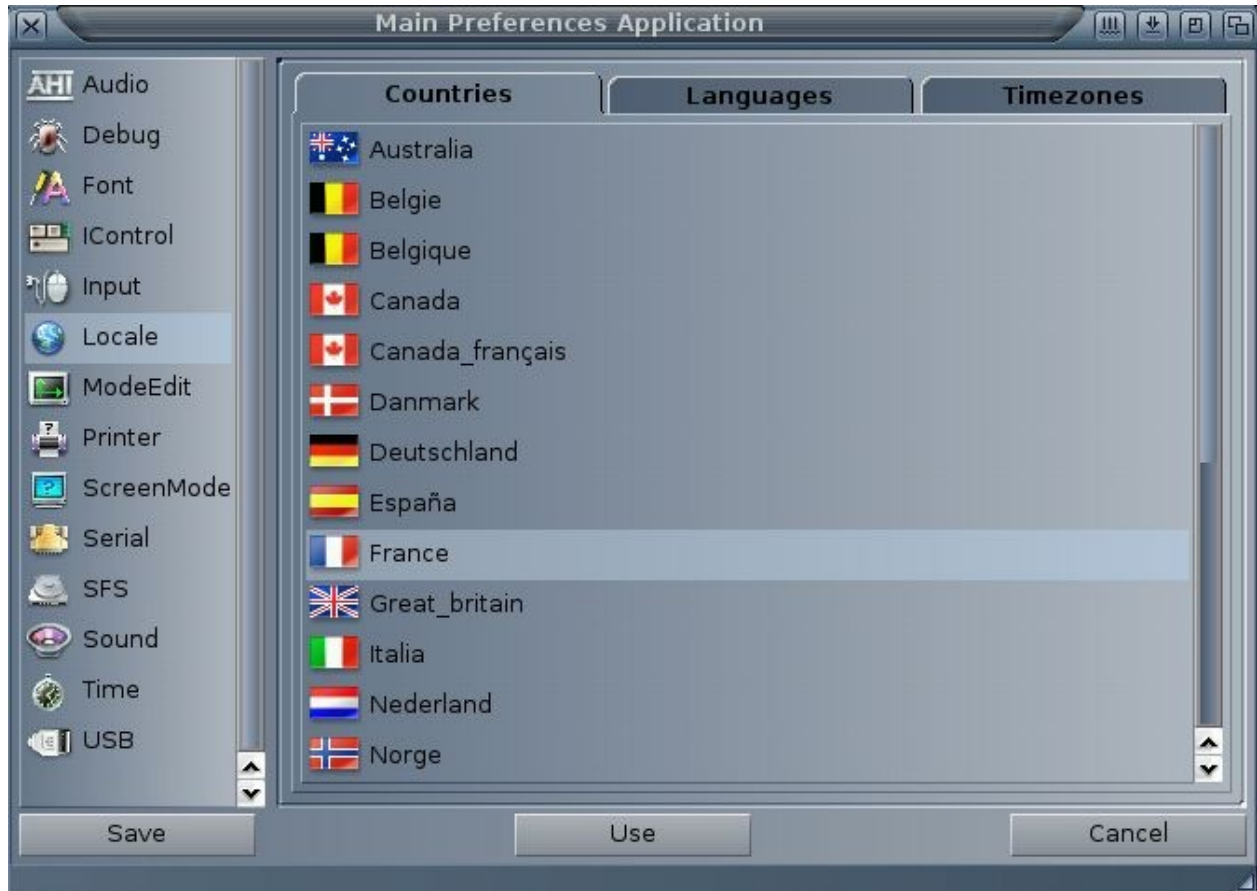 Main Preferences Application
AHI Audio
Debug
Font
IControl
Input
Locale
ModeEdit
Printer
ScreenMode
Serial
SFS
Sound
Time
USB
Countries
Languages
Timezones
Australia
Belgie
Belgique
Canada
Canada_français
Danmark
Deutschland
España
France
Great_britain
Italia
Nederland
Norge
Save
Use
Cancel